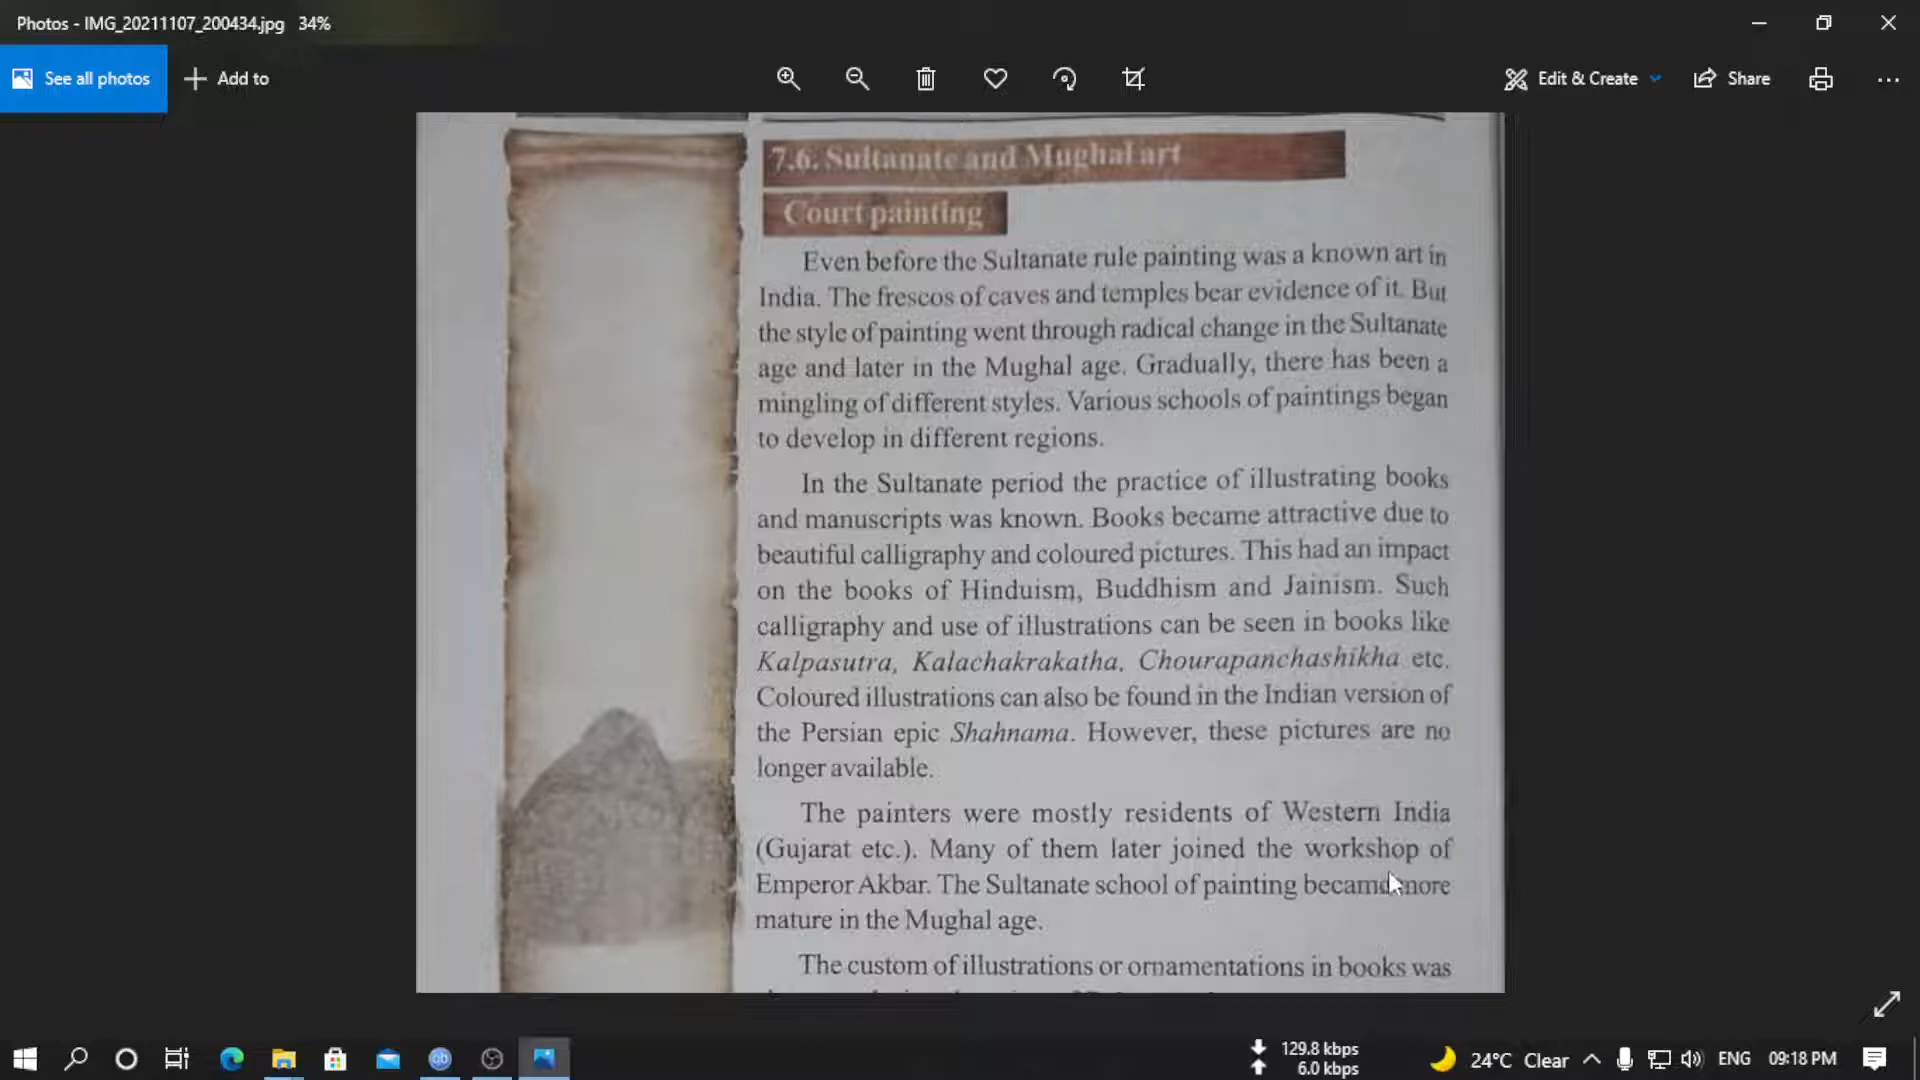 Photos - IMG_20211107_200434.jpg 34%
See all photos
Add to
Edit & Create
Share
7.6. Sultanate and Mughal art
Court painting
Even before the Sultanate rule painting was a known art in
India. The frescos of caves and temples bear evidence of it. But
the style of painting went through radical change in the Sultanate
age and later in the Mughal age. Gradually, there has been a
mingling of different styles. Various schools of paintings began
to develop in different regions.
In the Sultanate period the practice of illustrating books
and manuscripts was known. Books became attractive due to
beautiful calligraphy and coloured pictures. This had an impact
on the books of Hinduism, Buddhism and Jainism. Such
calligraphy and use of illustrations can be seen in books like
Kalpasutra, Kalachakrakatha, Chourapanchashikha etc.
Coloured illustrations can also be found in the Indian version of
the Persian epic Shahnama. However, these pictures are no
longer available.
The painters were mostly residents of Western India
(Gujarat etc.). Many of them later joined the workshop of
Emperor Akbar. The Sultanate school of painting became more
mature in the Mughal age.
The custom of illustrations or ornamentations in books was
129.8 kbps
6.0 kbps
24°C Clear
ENG
09:18 PM